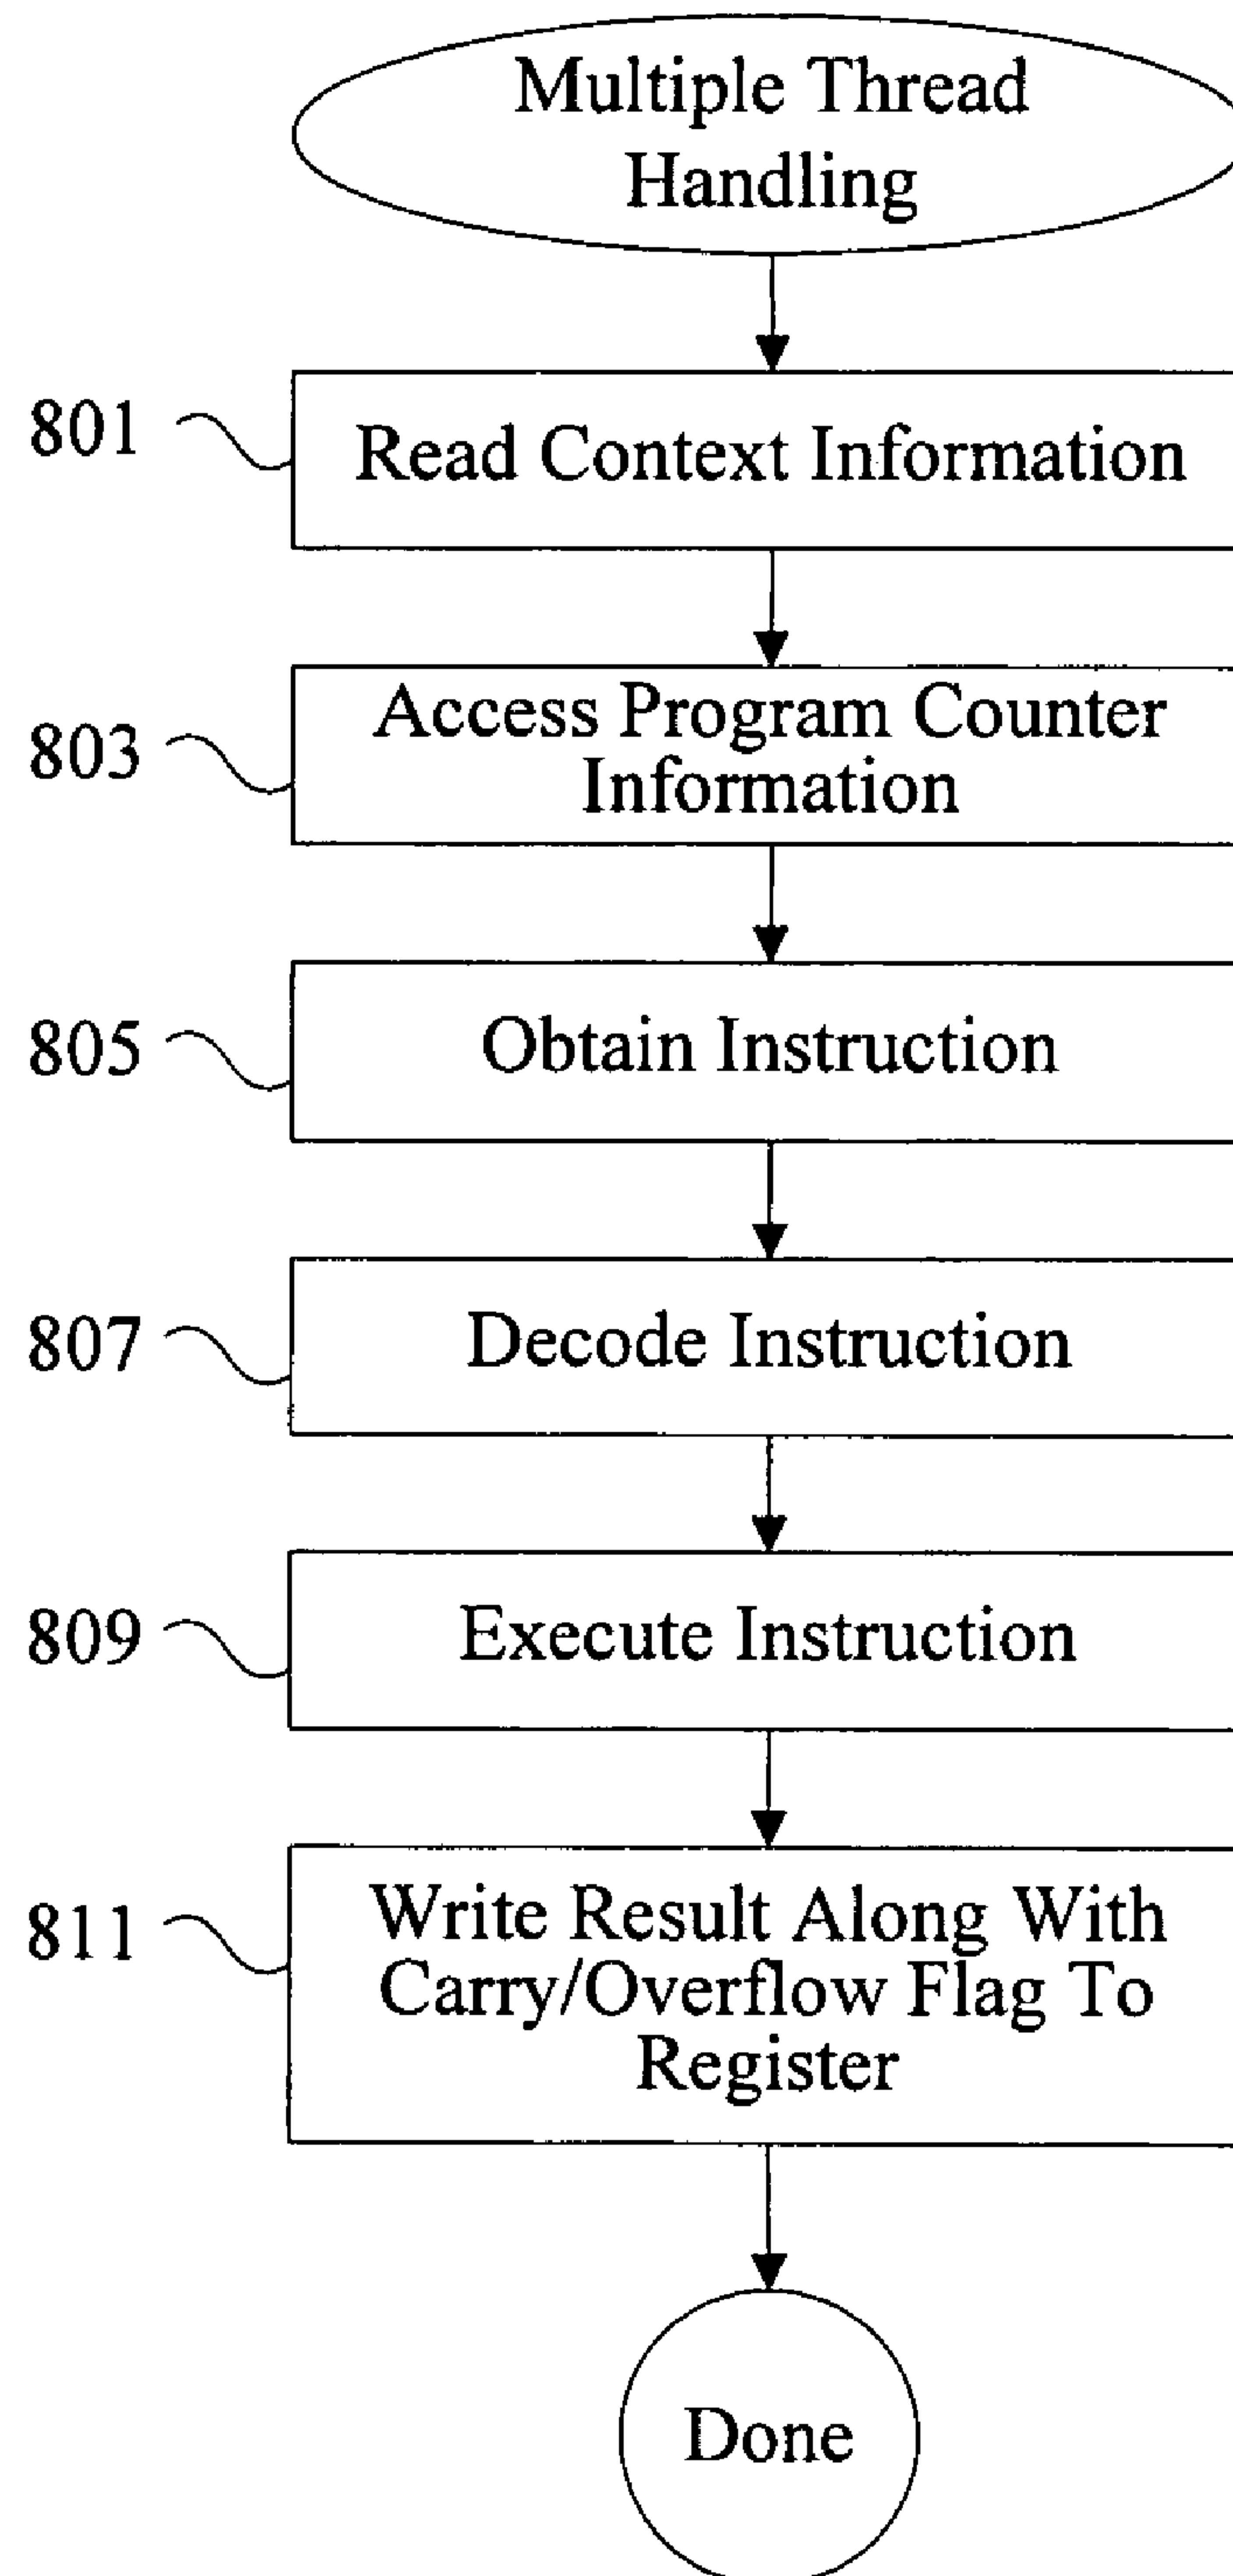 Multiple Thread
Handling
801
Read Context Information
803
Access Program Counter
Information
805
Obtain Instruction
807
Decode Instruction
809
Execute Instruction
811
Write Result Along With
Carry/Overflow Flag To
Register
Done